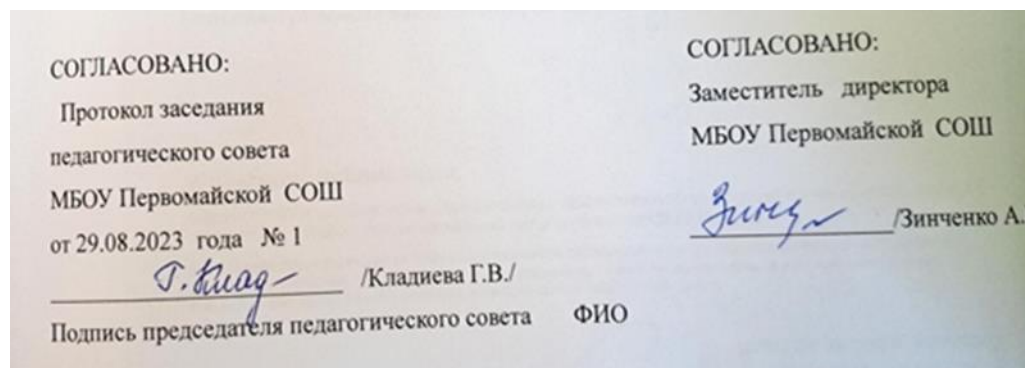 СОГЛАСОВАНО:
Протокол заседания
педагогического совета
МБОУ Первомайской СОШ
от 29.08.2023 года № 1
Г. Клад /Кладиева Г.В./
Подпись председателя педагогического совета ФИО
СОГЛАСОВАНО:
Заместитель директора
МБОУ Первомайской СОШ
/Зинченко А.